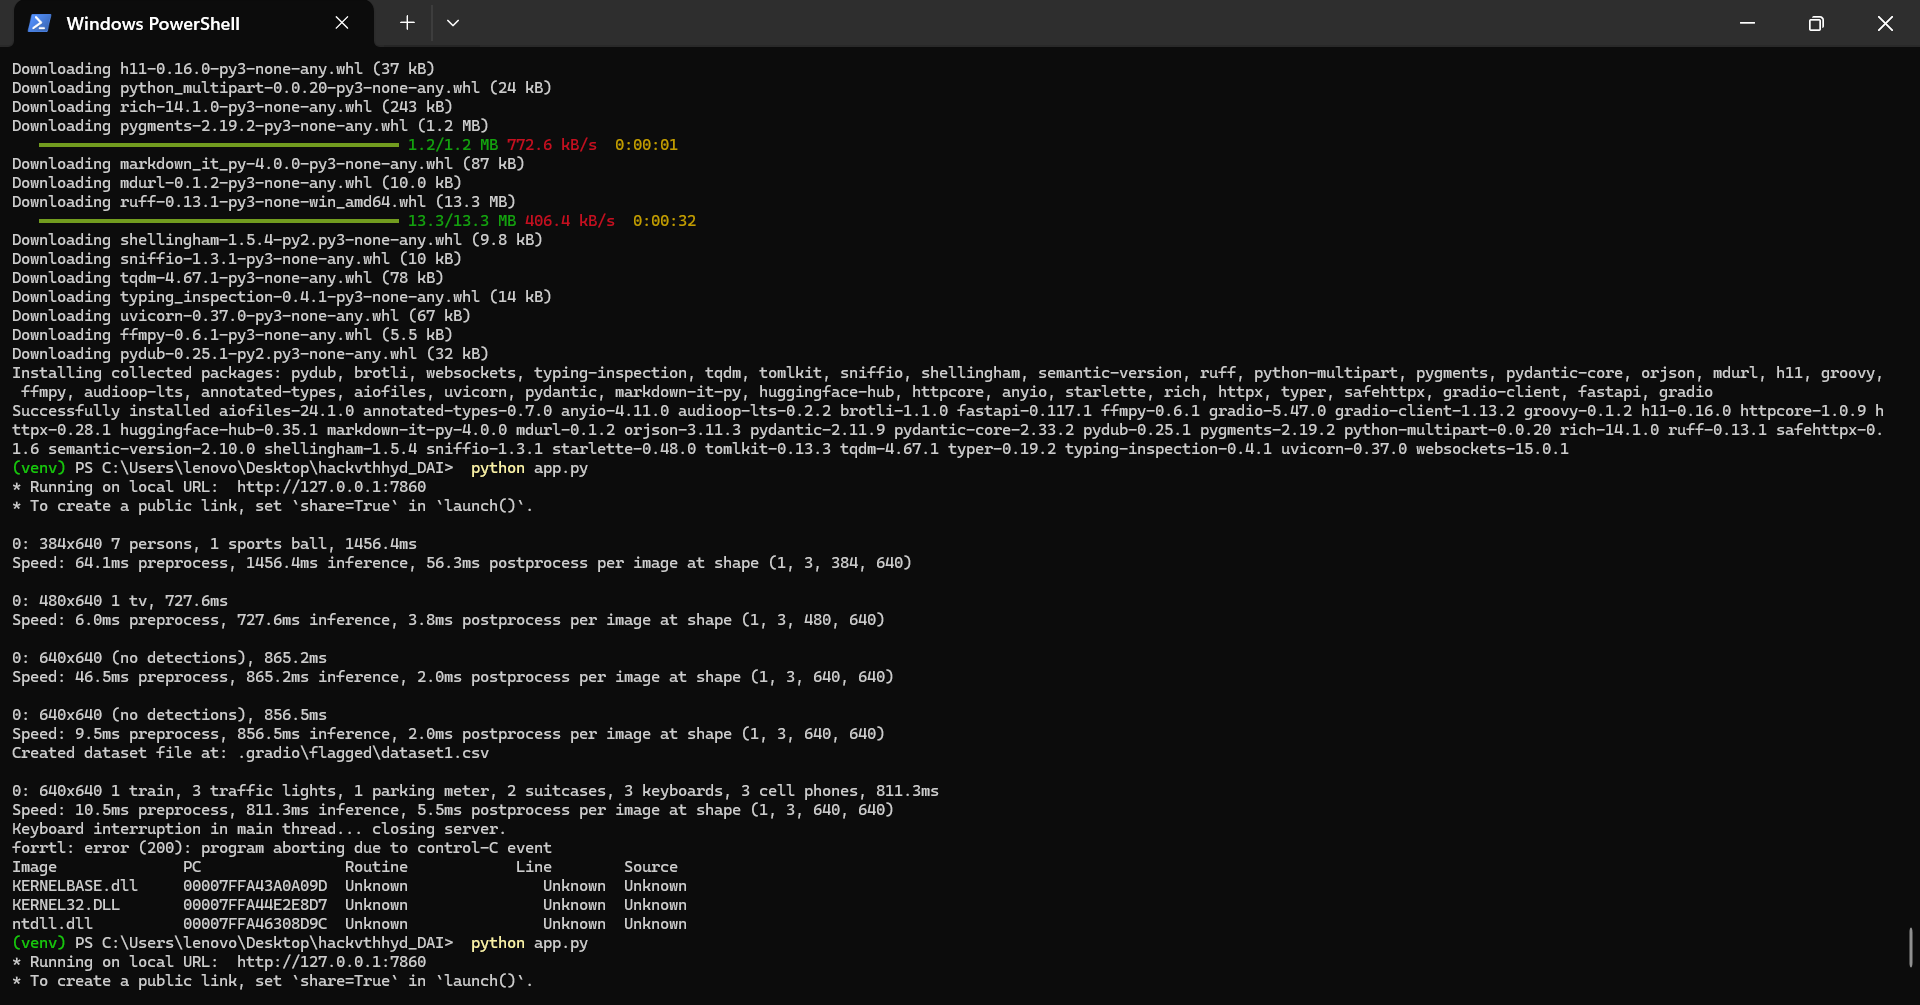 Windows PowerShell
Downloading h11-0.16.0-py3-none-any.whl (37 kB)
Downloading python_multipart-0.0.20-py3-none-any.whl (24 kB)
Downloading rich-14.1.0-py3-none-any.whl (243 kB)
Downloading pygments-2.19.2-py3-none-any.whl (1.2 MB)
1.2/1.2 MB 772.6 kB/s  0:00:01
Downloading markdown_it_py-4.0.0-py3-none-any.whl (87 kB)
Downloading mdurl-0.1.2-py3-none-any.whl (10.0 kB)
Downloading ruff-0.13.1-py3-none-win_amd64.whl (13.3 MB)
13.3/13.3 MB 406.4 kB/s  0:00:32
Downloading shellingham-1.5.4-py2.py3-none-any.whl (9.8 kB)
Downloading sniffio-1.3.1-py3-none-any.whl (10 kB)
Downloading tqdm-4.67.1-py3-none-any.whl (78 kB)
Downloading typing_inspection-0.4.1-py3-none-any.whl (14 kB)
Downloading uvicorn-0.37.0-py3-none-any.whl (67 kB)
Downloading ffmpy-0.6.1-py3-none-any.whl (5.5 kB)
Downloading pydub-0.25.1-py2.py3-none-any.whl (32 kB)
Installing collected packages: pydub, brotli, websockets, typing-inspection, tqdm, tomlkit, sniffio, shellingham, semantic-version, ruff, python-multipart, pygments, pydantic-core, orjson, mdurl, h11, groovy,
ffmpy, audioop-lts, annotated-types, aiofiles, uvicorn, pydantic, markdown-it-py, huggingface-hub, httpcore, anyio, starlette, rich, httpx, typer, safehttpx, gradio-client, fastapi, gradio
Successfully installed aiofiles-24.1.0 annotated-types-0.7.0 anyio-4.11.0 audioop-lts-0.2.2 brotli-1.1.0 fastapi-0.117.1 ffmpy-0.6.1 gradio-5.47.0 gradio-client-1.13.2 groovy-0.1.2 h11-0.16.0 httpcore-1.0.9 h
ttpx-0.28.1 huggingface-hub-0.35.1 markdown-it-py-4.0.0 mdurl-0.1.2 orjson-3.11.3 pydantic-2.11.9 pydantic-core-2.33.2 pydub-0.25.1 pygments-2.19.2 python-multipart-0.0.20 rich-14.1.0 ruff-0.13.1 safehttpx-0.
1.6 semantic-version-2.10.0 shellingham-1.5.4 sniffio-1.3.1 starlette-0.48.0 tomlkit-0.13.3 tqdm-4.67.1 typer-0.19.2 typing-inspection-0.4.1 uvicorn-0.37.0 websockets-15.0.1
(venv) PS C:\Users\lenovo\Desktop\hackvthhyd_DAI>  python app.py
* Running on local URL:  http://127.0.0.1:7860
* To create a public link, set `share=True` in `launch()`.
0: 384x640 7 persons, 1 sports ball, 1456.4ms
Speed: 64.1ms preprocess, 1456.4ms inference, 56.3ms postprocess per image at shape (1, 3, 384, 640)
0: 480x640 1 tv, 727.6ms
Speed: 6.0ms preprocess, 727.6ms inference, 3.8ms postprocess per image at shape (1, 3, 480, 640)
0: 640x640 (no detections), 865.2ms
Speed: 46.5ms preprocess, 865.2ms inference, 2.0ms postprocess per image at shape (1, 3, 640, 640)
0: 640x640 (no detections), 856.5ms
Speed: 9.5ms preprocess, 856.5ms inference, 2.0ms postprocess per image at shape (1, 3, 640, 640)
Created dataset file at: .gradio\flagged\dataset1.csv
0: 640x640 1 train, 3 traffic lights, 1 parking meter, 2 suitcases, 3 keyboards, 3 cell phones, 811.3ms
Speed: 10.5ms preprocess, 811.3ms inference, 5.5ms postprocess per image at shape (1, 3, 640, 640)
Keyboard interruption in main thread... closing server.
forrtl: error (200): program aborting due to control-C event
Image              PC                Routine            Line        Source
KERNELBASE.dll     00007FFA43A0A09D  Unknown               Unknown  Unknown
KERNEL32.DLL       00007FFA44E2E8D7  Unknown               Unknown  Unknown
ntdll.dll          00007FFA46308D9C  Unknown               Unknown  Unknown
(venv) PS C:\Users\lenovo\Desktop\hackvthhyd_DAI>  python app.py
* Running on local URL:  http://127.0.0.1:7860
* To create a public link, set `share=True` in `launch()`.